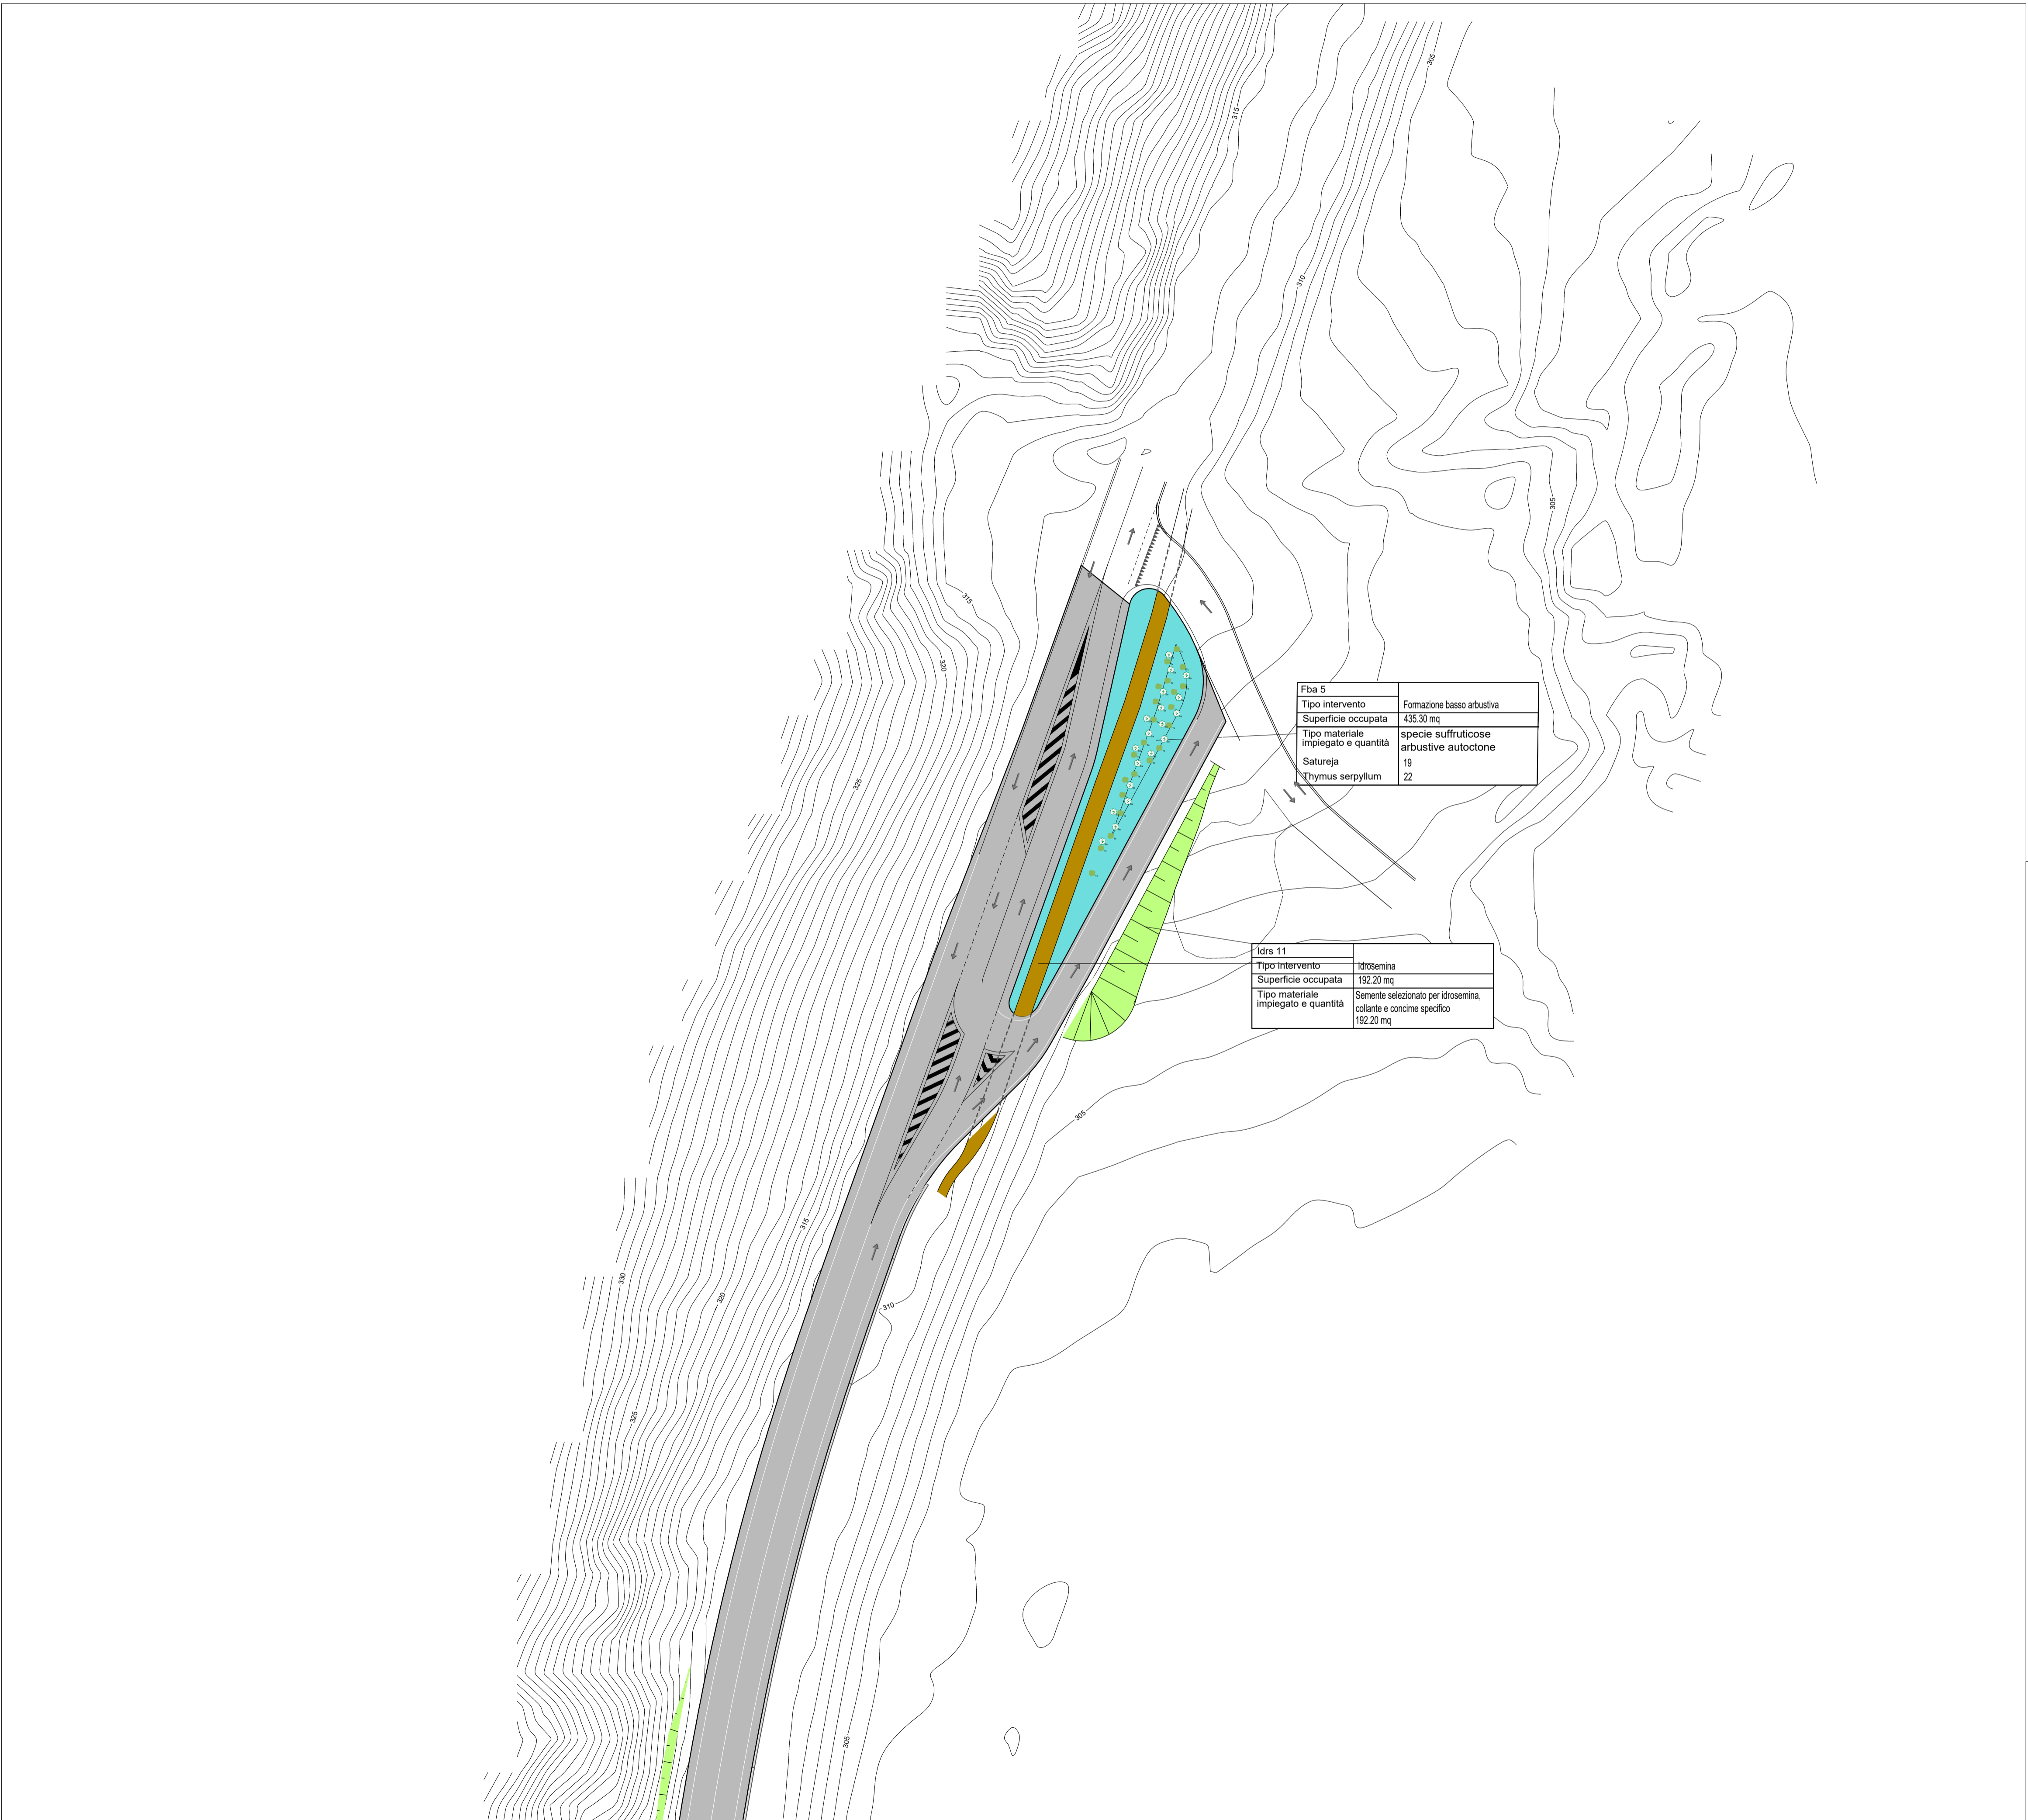 305
315
310
305
315
320
325
Fba 5
Tipo intervento Formazione basso arbustiva
Superficie occupata 435.30 mq
Tipo materiale impiegato e quantità specie suffruticose arbustive autoctone
Satureja 19
Thymus serpyllum 22
Idrs 11
Tipo intervento Idrosemina
Superficie occupata 192.20 mq
Tipo materiale impiegato e quantità Semente selezionato per idrosemina, collante e concime specifico 192.20 mq
305
315
330
320
310
325
305